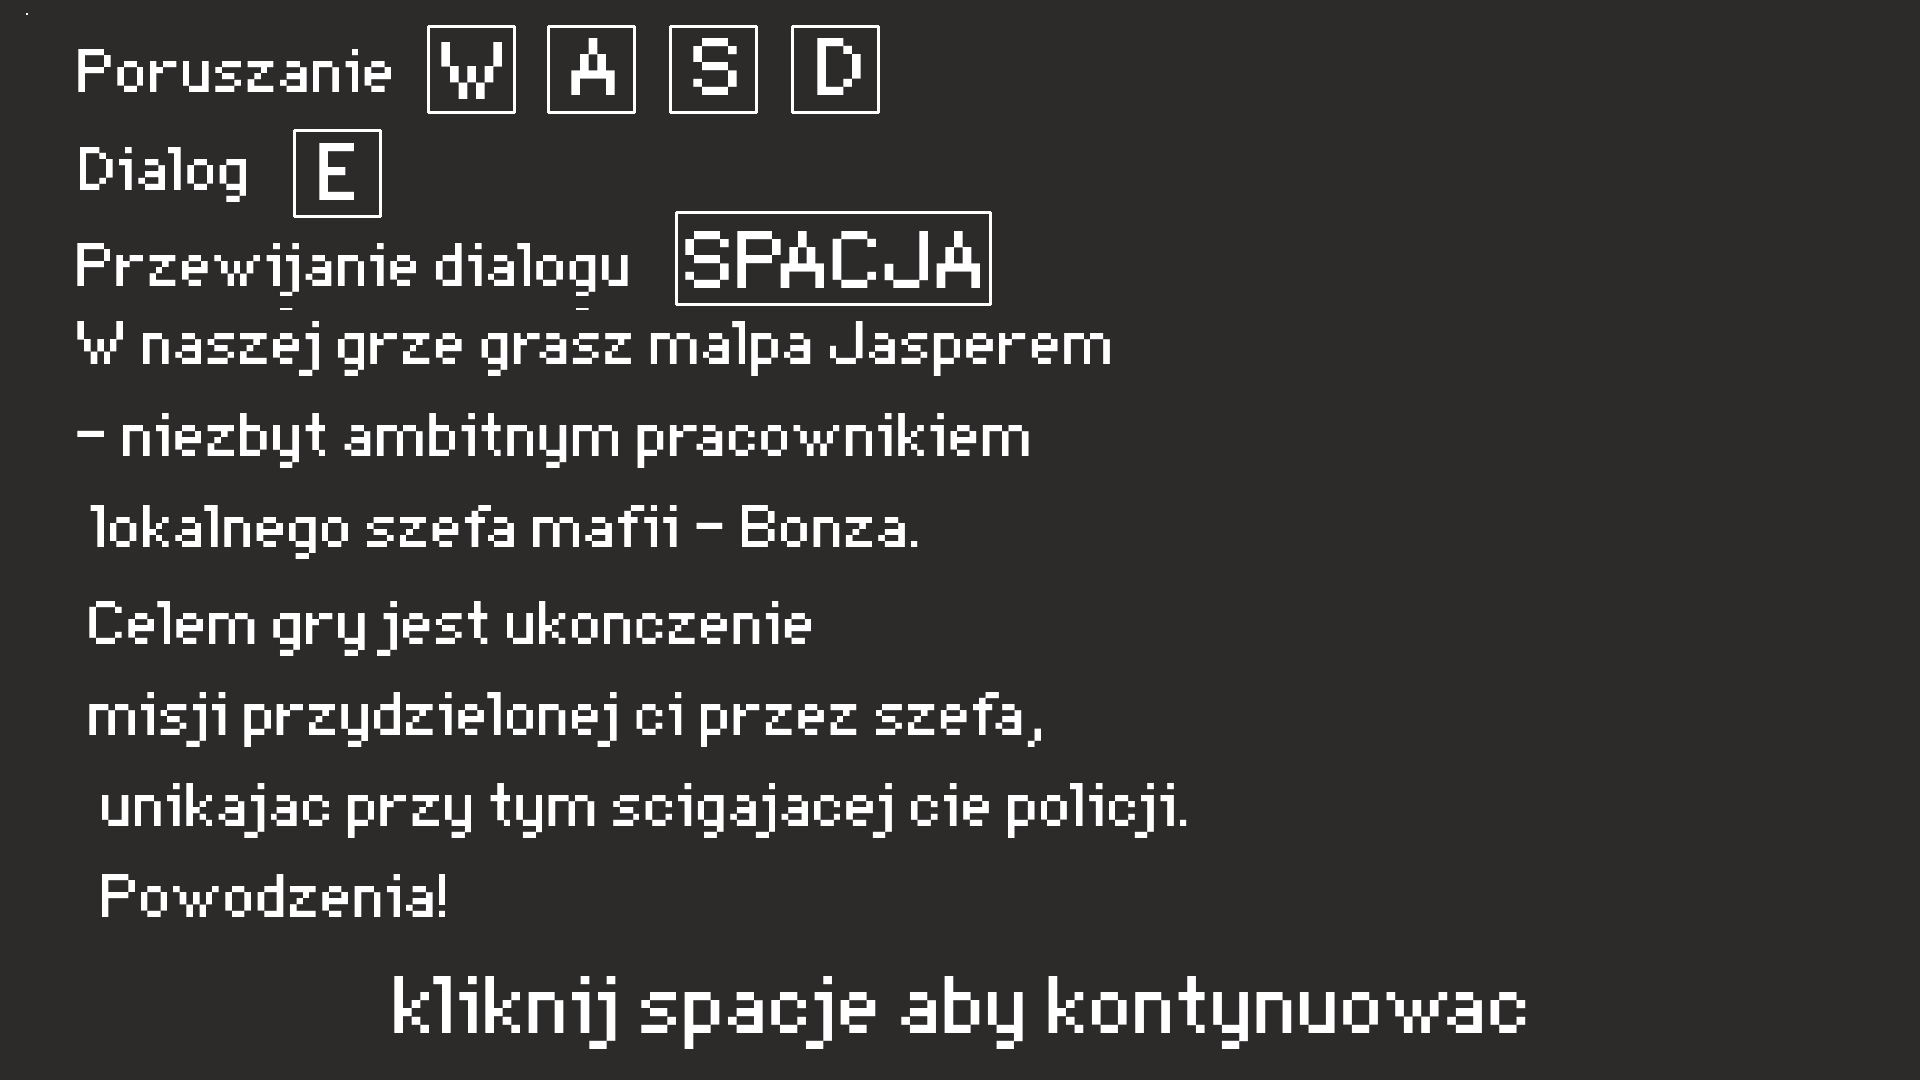 Poruszanie W A S D
Dialog E
Przewijanie dialogu SPACJA
W naszej grze grasz malpa Jasperem
- niezbyt ambitnym pracownikiem
lokalnego szefa mafii - Bonza.
Celem gry jest ukonczenie
misji przydzielonej ci przez szefa,
unikajac przy tym scigajacej cie policji.
Powodzenia!
kliknij spacje aby kontynuowac